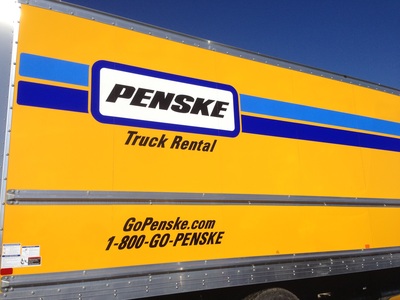 PENSKE
Truck Rental
GoPenske.com
1-800-GO-PENSKE